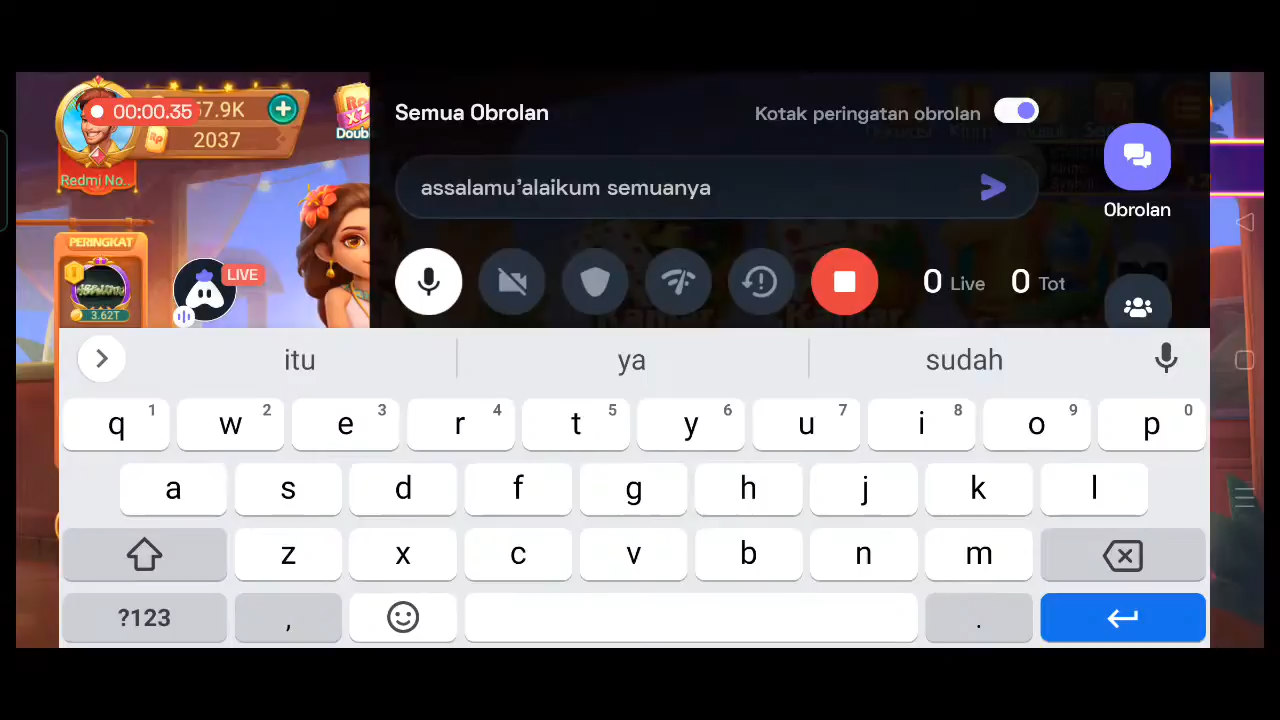 00:00.35
57.9K
2037
Redmi No..
Doubl
PERINGKAT
1
3.62T
LIVE
Semua Obrolan
Kotak peringatan obrolan
assalamu'alaikum semuanya
Obrolan
0 Live 0 Tot
itu ya sudah
q 1 w 2 e 3 r 4 t 5 y 6 u 7 i 8 o 9 p 0
a s d f g h j k l
z x c v b n m
?123 , .